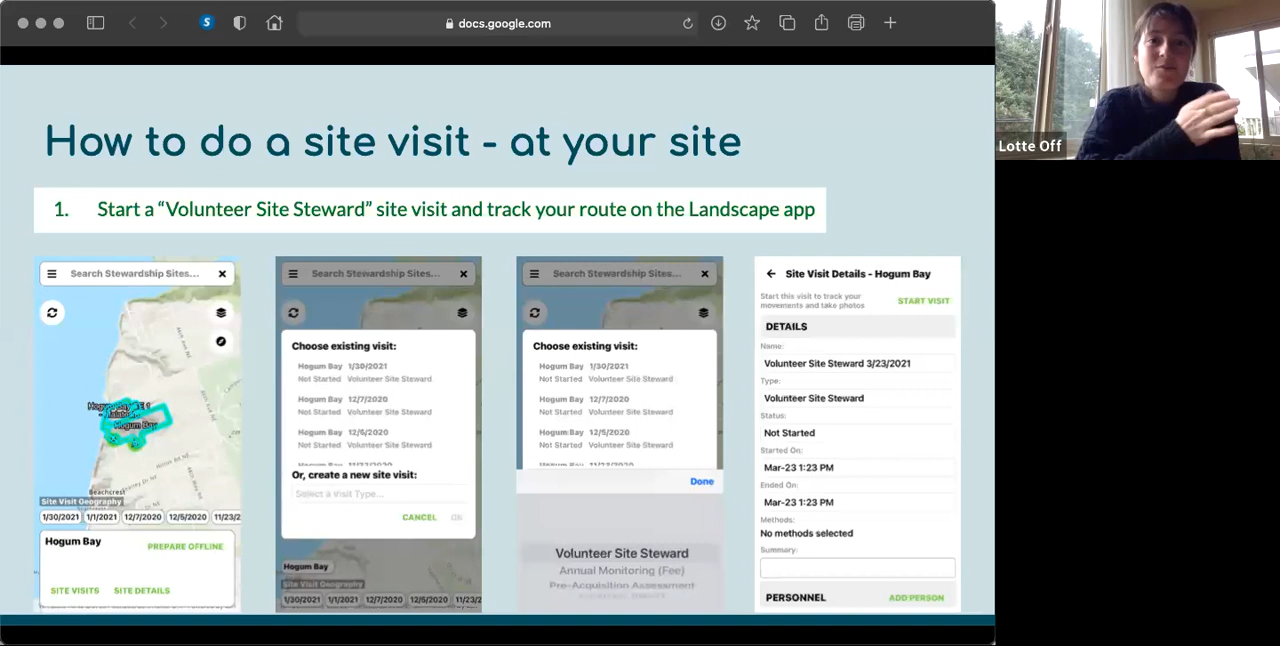 docs.google.com
Lotte Off
How to do a site visit - at your site
1. Start a “Volunteer Site Steward” site visit and track your route on the Landscape app
Search Stewardship Sites...
Hogum Bay
Beachcrest
Site Visit Geography
1/30/2021 1/1/2021 12/7/2020 12/5/2020 11/23/2
Hogum Bay
PREPARE OFFLINE
SITE VISITS SITE DETAILS
Search Stewardship Sites...
Choose existing visit:
Hogum Bay 1/30/2021
Not Started Volunteer Site Steward
Hogum Bay 12/7/2020
Not Started Volunteer Site Steward
Hogum Bay 12/5/2020
Not Started Volunteer Site Steward
Or, create a new site visit:
Select a Visit Type...
CANCEL OK
Hogum Bay
Site Visit Geography
1/30/2021 1/1/2021 12/7/2020 12/5/2020 11/23/2
Search Stewardship Sites...
Choose existing visit:
Hogum Bay 1/30/2021
Not Started Volunteer Site Steward
Hogum Bay 12/7/2020
Not Started Volunteer Site Steward
Hogum Bay 12/5/2020
Not Started Volunteer Site Steward
Done
Volunteer Site Steward
Annual Monitoring (Fee)
Pre-Acquisition Assessment
Site Visit Details - Hogum Bay
Start this visit to track your
movements and take photos
START VISIT
DETAILS
Name:
Volunteer Site Steward 3/23/2021
Type:
Volunteer Site Steward
Status:
Not Started
Started On:
Mar-23 1:23 PM
Ended On:
Mar-23 1:23 PM
Methods:
No methods selected
Summary:
PERSONNEL
ADD PERSON